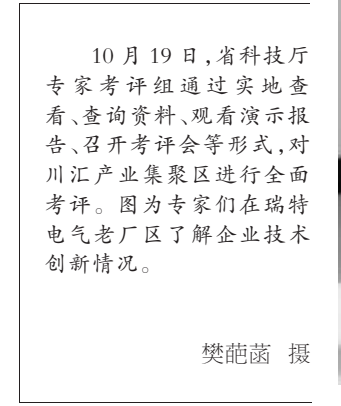 10 月 19 日,省科技厅
专家考评组通过实地查
看、查询资料、观看演示报
告、召开考评会等形式,对
川汇产业集聚区进行全面
考评。图为专家们在瑞特
电气老厂区了解企业技术
创新情况。
樊葩菡 摄